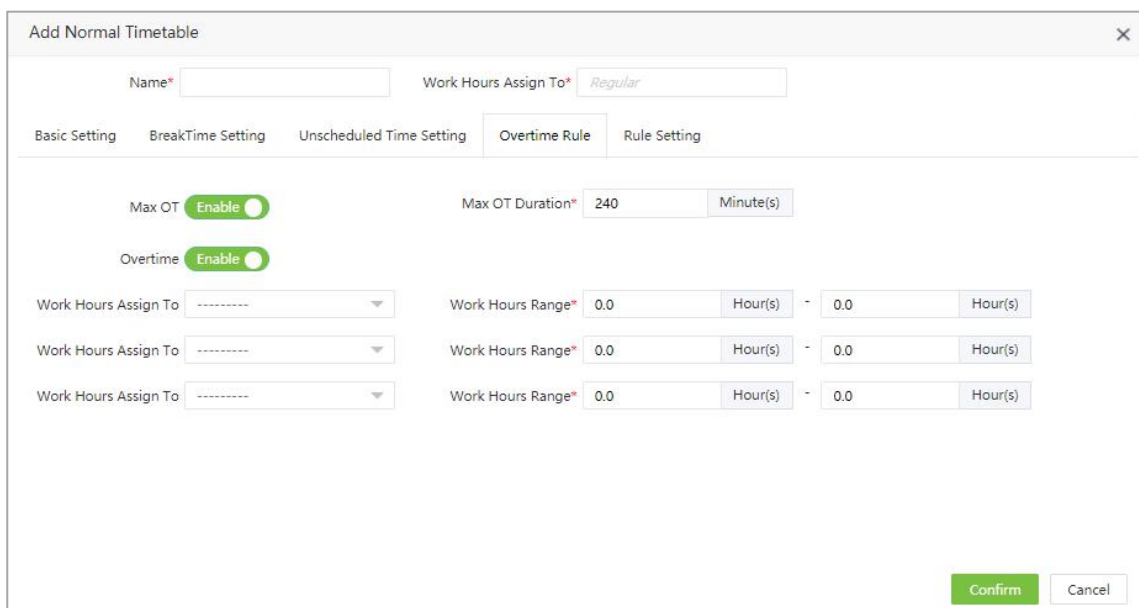 Add Normal Timetable ×
Name* Work Hours Assign To* Regular
Basic Setting BreakTime Setting Unscheduled Time Setting Overtime Rule Rule Setting
Max OT Enable Max OT Duration* 240 Minute(s)
Overtime Enable
Work Hours Assign To --------- Work Hours Range* 0.0 Hour(s) - 0.0 Hour(s)
Work Hours Assign To --------- Work Hours Range* 0.0 Hour(s) - 0.0 Hour(s)
Work Hours Assign To --------- Work Hours Range* 0.0 Hour(s) - 0.0 Hour(s)
Confirm Cancel